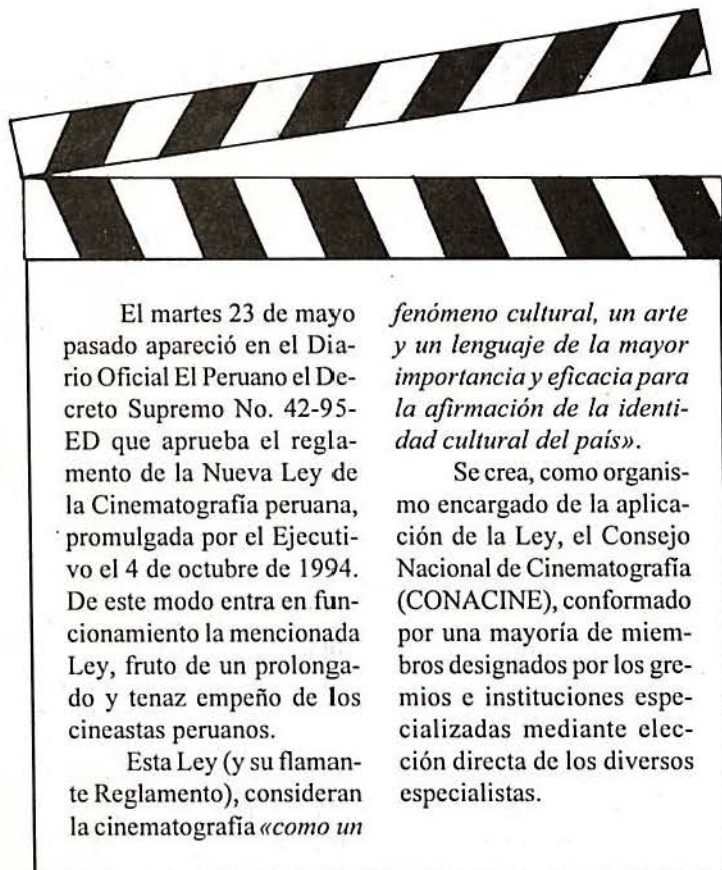 El martes 23 de mayo
pasado apareció en el Dia-
rio Oficial El Peruano el De-
creto Supremo No. 42-95-
ED que aprueba el regla-
mento de la Nueva Ley de
la Cinematografía peruana,
promulgada por el Ejecuti-
vo el 4 de octubre de 1994.
De este modo entra en fun-
cionamiento la mencionada
Ley, fruto de un prolonga-
do y tenaz empeño de los
cineastas peruanos.
Esta Ley (y su flaman-
te Reglamento), consideran
la cinematografía «como un
fenómeno cultural, un arte
y un lenguaje de la mayor
importancia y eficacia para
la afirmación de la identi-
dad cultural del país».
Se crea, como organis-
mo encargado de la aplica-
ción de la Ley, el Consejo
Nacional de Cinematografía
(CONACINE), conformado
por una mayoría de miem-
bros designados por los gre-
mios e instituciones espe-
cializadas mediante elec-
ción directa de los diversos
especialistas.